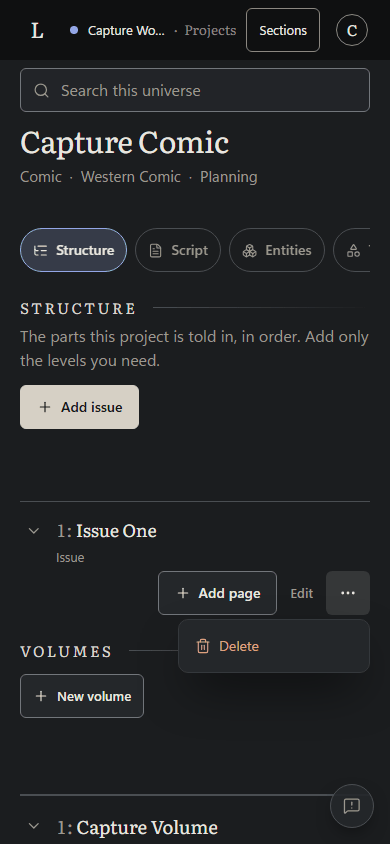 L
Capture Wo... · Projects
Sections
C
Search this universe
Capture Comic
Comic · Western Comic · Planning
Structure
Script
Entities
STRUCTURE
The parts this project is told in, in order. Add only
the levels you need.
+ Add issue
1: Issue One
Issue
+ Add page
Edit
...
Delete
VOLUMES
+ New volume
1: Capture Volume